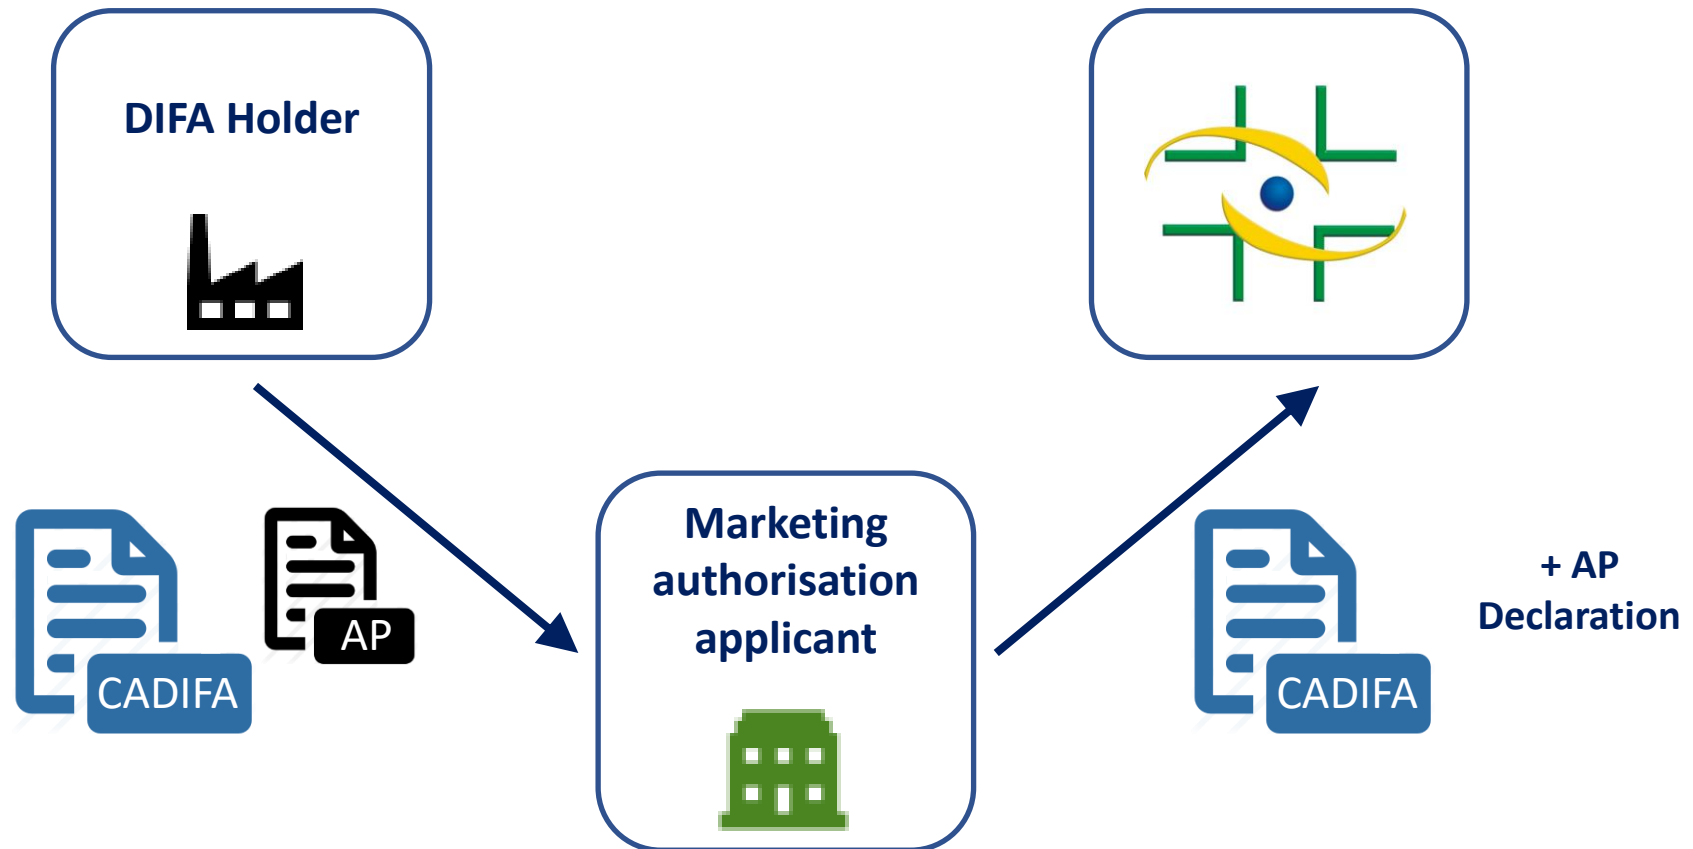 DIFA Holder
AP
CADIFA
Marketing
authorisation
applicant
CADIFA
+ AP
Declaration